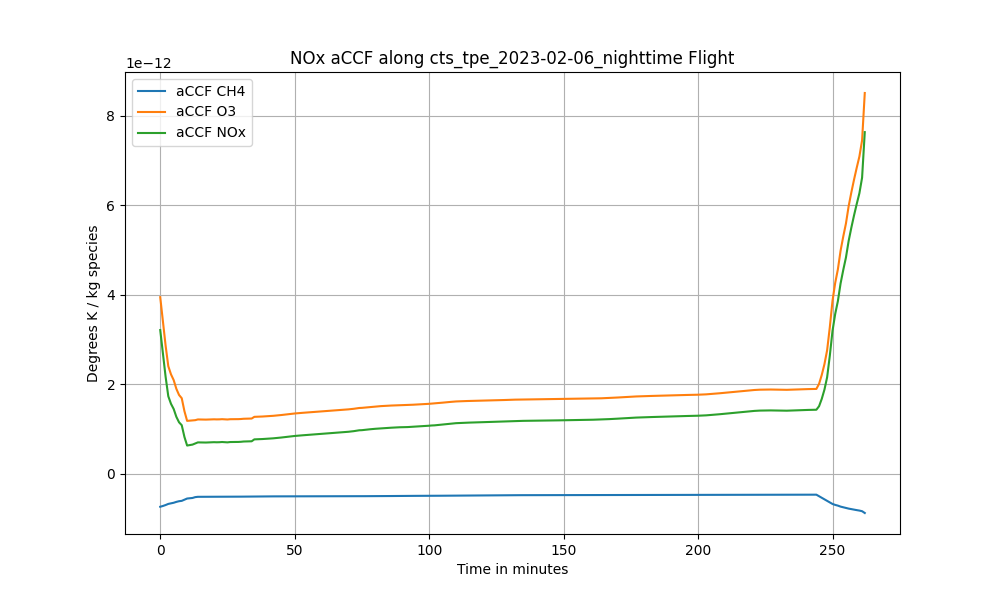 NOx aCCF along cts_tpe_2023-02-06_nighttime Flight
1e−12
aCCF CH4
aCCF O3
aCCF NOx
8
6
4
2
0
Degrees K / kg species
0 50 100 150 200 250
Time in minutes